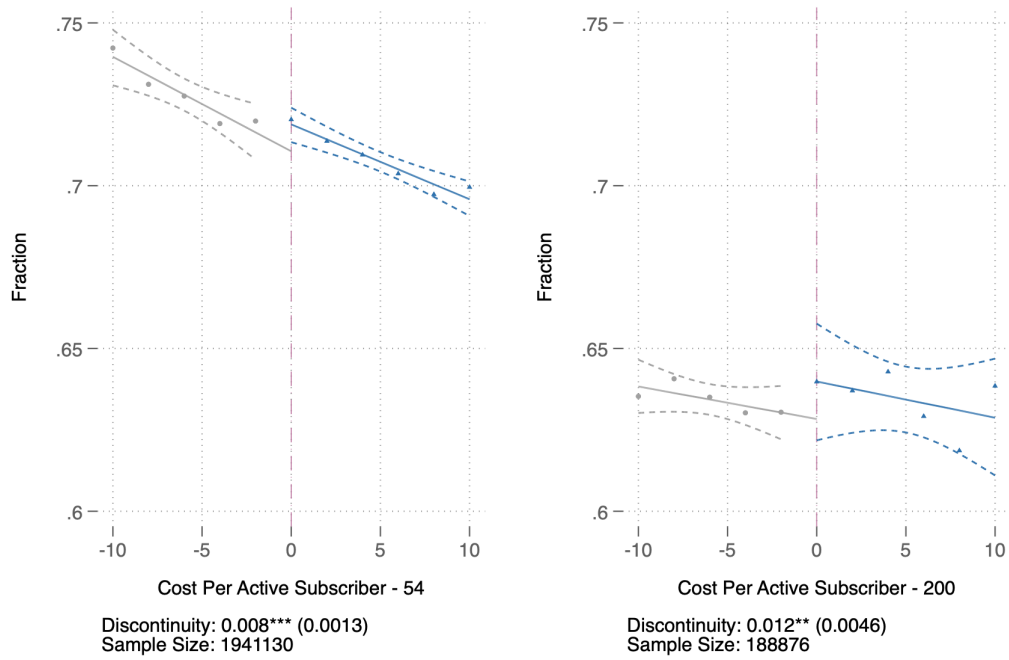 .75
.7
.65
.6
Fraction
-10 -5 0 5 10
Cost Per Active Subscriber - 54
Discontinuity: 0.008*** (0.0013)
Sample Size: 1941130
.75
.7
.65
.6
Fraction
-10 -5 0 5 10
Cost Per Active Subscriber - 200
Discontinuity: 0.012** (0.0046)
Sample Size: 188876